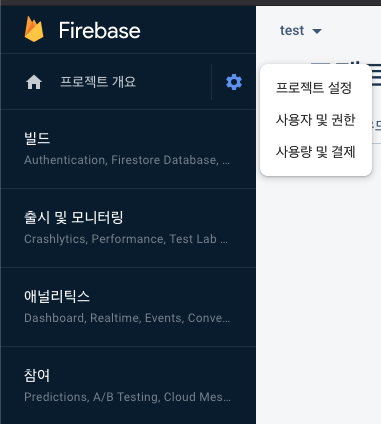 Firebase
test
프로젝트 개요
프로젝트 설정
사용자 및 권한
사용량 및 결제
빌드
Authentication, Firestore Database, ...
출시 및 모니터링
Crashlytics, Performance, Test Lab ...
애널리틱스
Dashboard, Realtime, Events, Conve...
참여
Predictions, A/B Testing, Cloud Mes...